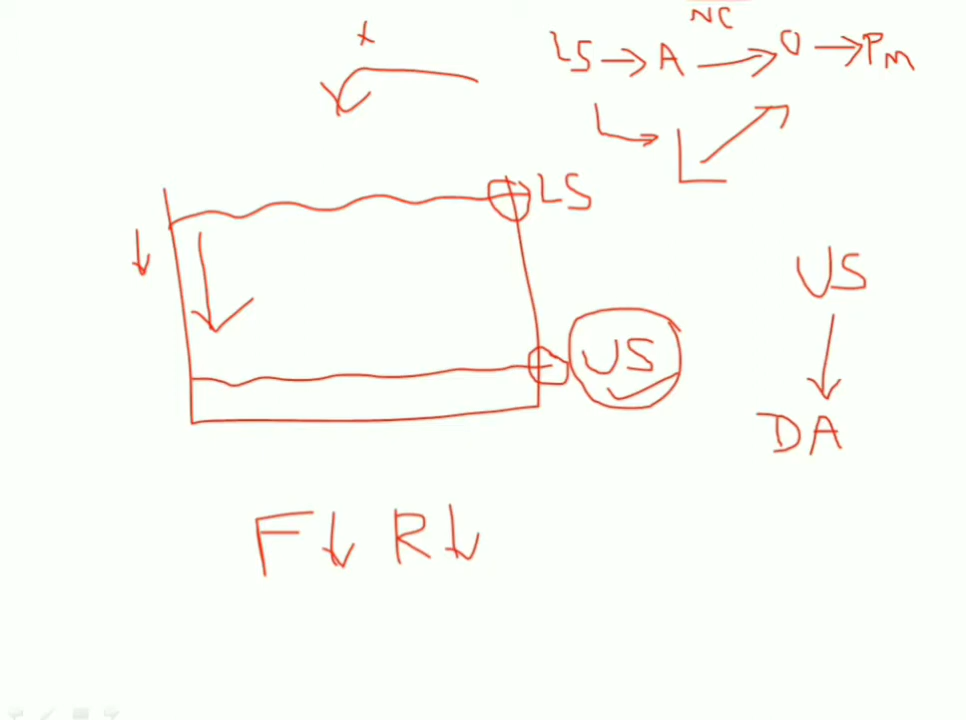 NC
LS → A → O → PM
L
x
LS
US
US
DA
F↓ R↓